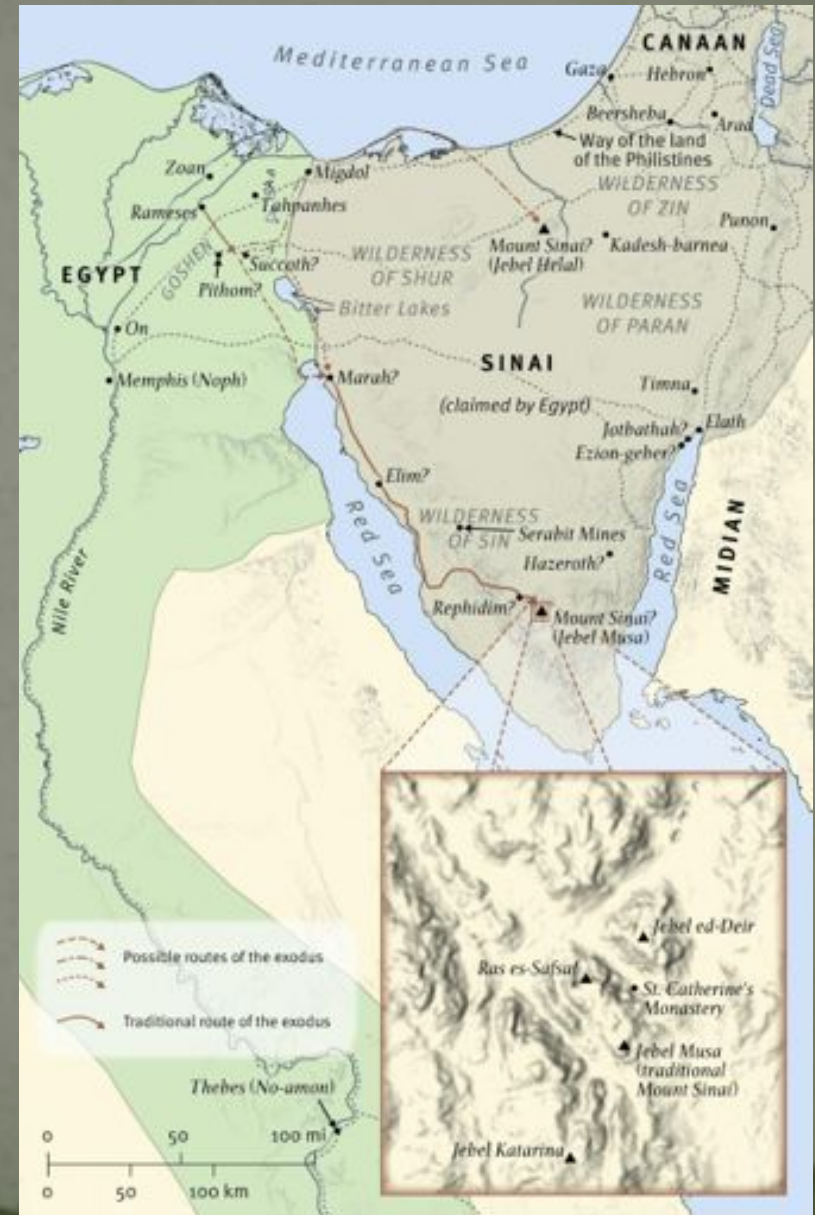 Mediterranean Sea
CANAAN
Gaza
Hebron
Dead Sea
Beersheba
Arad
Way of the land
of the Philistines
Zoan
Migdol
WILDERNESS
OF ZIN
Rameses
Tahpanhes
Punon
GOSHEN
Succoth?
WILDERNESS
OF SHUR
Mount Sinai?
(Jebel Helal)
Kadesh-barnea
EGYPT
Pithom?
Bitter Lakes
WILDERNESS
OF PARAN
On
SINAI
Memphis (Noph)
Marah?
(claimed by Egypt)
Timna
Jotbathah?
Elath
Ezion-geber?
Elim?
Red Sea
WILDERNESS
OF SIN
Serabit Mines
Red Sea
MIDIAN
Hazeroth?
Nile River
Rephidim?
Mount Sinai?
(Jebel Musa)
Possible routes of the exodus
Traditional route of the exodus
Thebes (No-amon)
0 50 100 mi
0 50 100 km
Jebel ed-Deir
Ras es-Safsaf
St. Catherine's
Monastery
Jebel Musa
(traditional
Mount Sinai)
Jebel Katarina